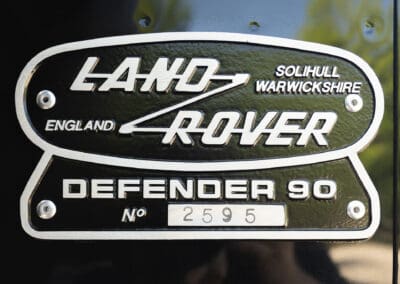 LAND ROVER
SOLIHULL
WARWICKSHIRE
ENGLAND
DEFENDER 90
No 2595